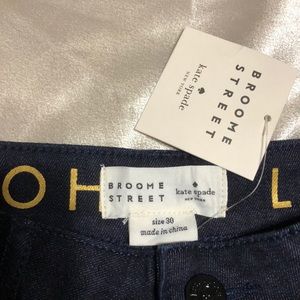 BROOME
STREET
kate spade
NEW YORK
OH
L
BROOME
STREET
kate spade
NEW YORK
size 30
made in china